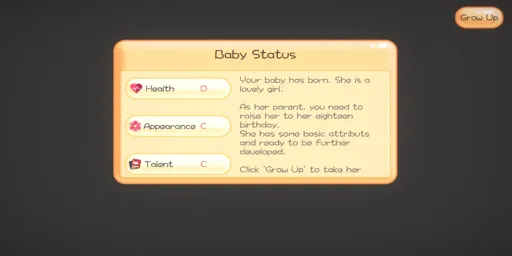 Grow Up
Baby Status
Health D
Appearance C
Talent C
Your baby has born. She is a
lovely girl.
As her parent, you need to
raise her to her eighteen
birthday.
She has some basic attributs
and ready to be further
developed.
Click 'Grow Up' to take her